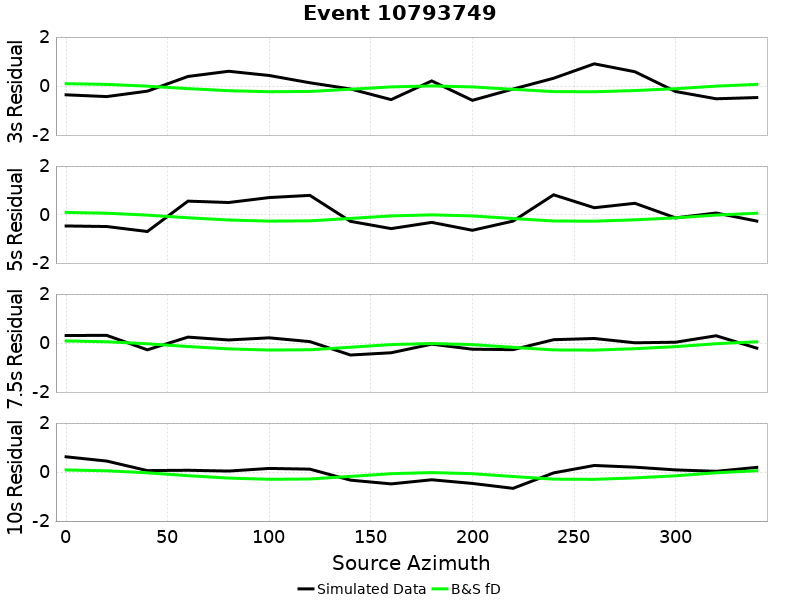 Event 10793749
3s Residual
2
0
-2
5s Residual
2
0
-2
7.5s Residual
2
0
-2
10s Residual
2
0
-2
0 50 100 150 200 250 300
Source Azimuth
Simulated Data B&S fD